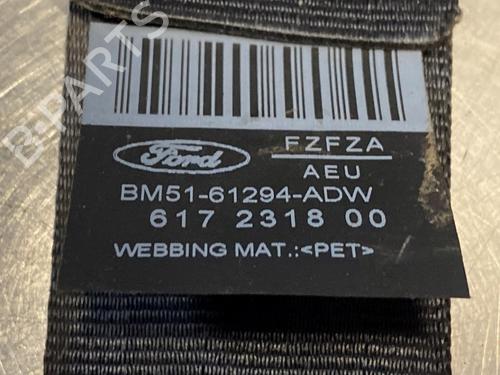 B-PARTS
Ford
FZFZA
AEU
BM51-61294-ADW
617 2318 00
WEBBING MAT.:<PET>